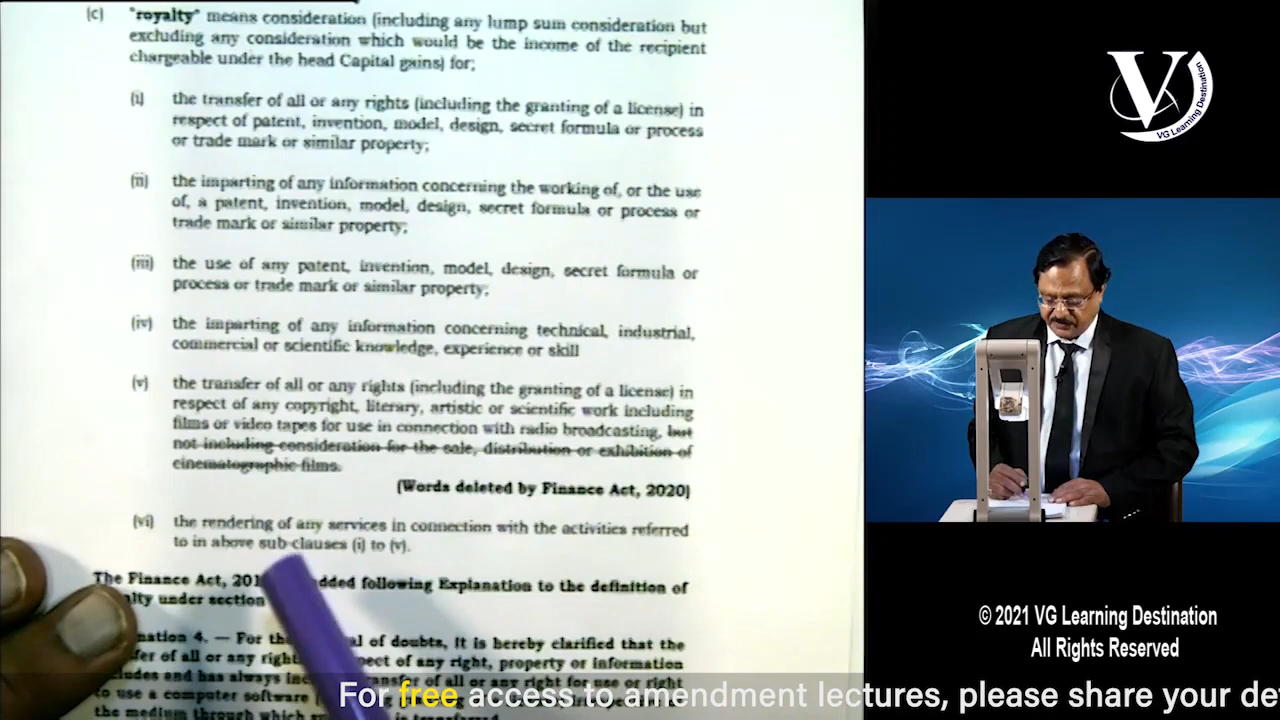 (c) "royalty" means consideration (including any lump sum consideration but
excluding any consideration which would be the income of the recipient
chargeable under the head Capital gains) for;
(i) the transfer of all or any rights (including the granting of a license) in
respect of patent, invention, model, design, secret formula or process
or trade mark or similar property;
(ii) the imparting of any information concerning the working of, or the use
of, a patent, invention, model, design, secret formula or process or
trade mark or similar property;
(iii) the use of any patent, invention, model, design, secret formula or
process or trade mark or similar property;
(iv) the imparting of any information concerning technical, industrial,
commercial or scientific knowledge, experience or skill
(v) the transfer of all or any rights (including the granting of a license) in
respect of any copyright, literary, artistic or scientific work including
films or video tapes for use in connection with radio broadcasting, but
not including consideration for the sale, distribution or exhibition of
cinematographic films.
(Words deleted by Finance Act, 2020)
(vi) the rendering of any services in connection with the activities referred
to in above sub-clauses (i) to (v).
The Finance Act, following Explanation to the definition of
under section
4. — For of doubts, it is hereby clarified that the
of all or any of any right, property or information
and has always of all or any right for use or right
to use a computer software
the medium through which is
V
VG Learning Destination
© 2021 VG Learning Destination
All Rights Reserved
For free access to amendment lectures, please share your de